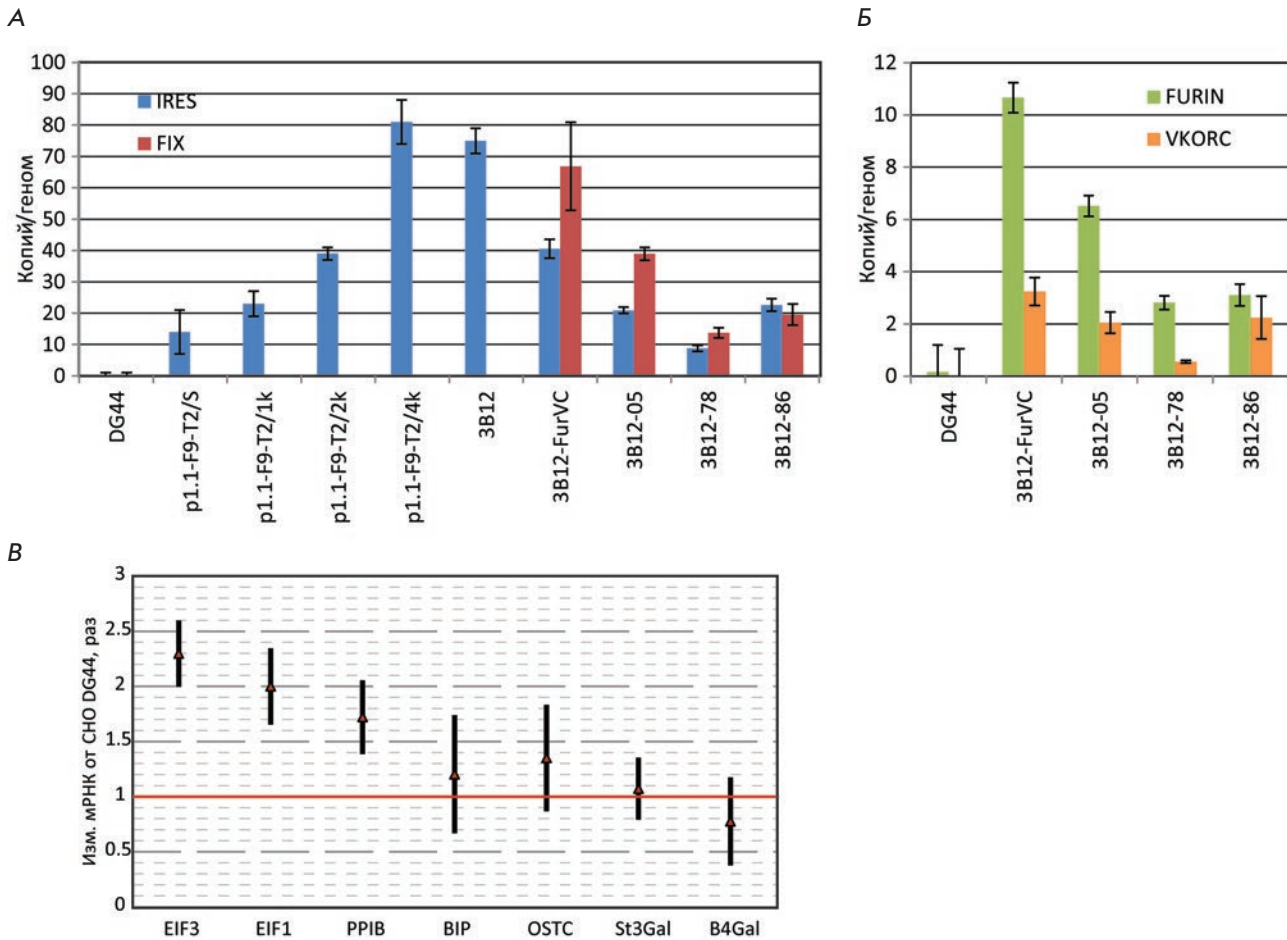 А
Копий/геном
100
90
80
70
60
50
40
30
20
10
0
IRES
FIX
DG44
p1.1-F9-T2/S
p1.1-F9-T2/1k
p1.1-F9-T2/2k
p1.1-F9-T2/4k
3B12
3B12-FurVC
3B12-05
3B12-78
3B12-86
Б
Копий/геном
12
10
8
6
4
2
0
FURIN
VKORC
DG44
3B12-FurVC
3B12-05
3B12-78
3B12-86
В
Изм. мРНК от CHO DG44, раз
3
2.5
2
1.5
1
0.5
0
EIF3
EIF1
PPIB
BIP
OSTC
St3Gal
B4Gal